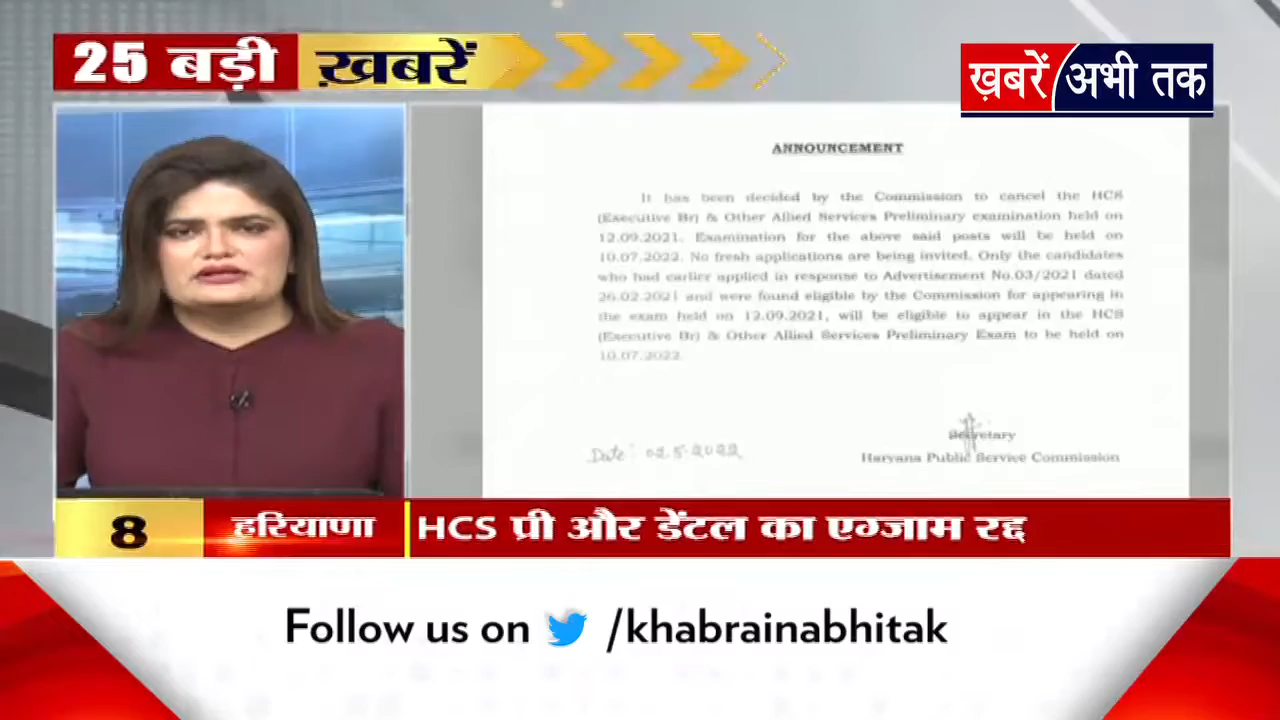 25 बड़ी ख़बरें
ख़बरें अभी तक
ANNOUNCEMENT
It has been decided by the Commission to cancel the HCS
(Executive Br) & Other Allied Services Preliminary examination held on
12.09.2021. Examination for the above said posts will be held on
10.07.2022. No fresh applications are being invited. Only the candidates
who had earlier applied in response to Advertisement No.03/2021 dated
26.02.2021 and were found eligible by the Commission for appearing in
the exam held on 12.09.2021, will be eligible to appear in the HCS
(Executive Br) & Other Allied Services Preliminary Exam to be held on
10.07.2022.
Secretary
Date: 02.5.2022
Haryana Public Service Commission
8 हरियाणा HCS प्री और डेंटल का एग्जाम रद्द
Follow us on /khabrainabhitak